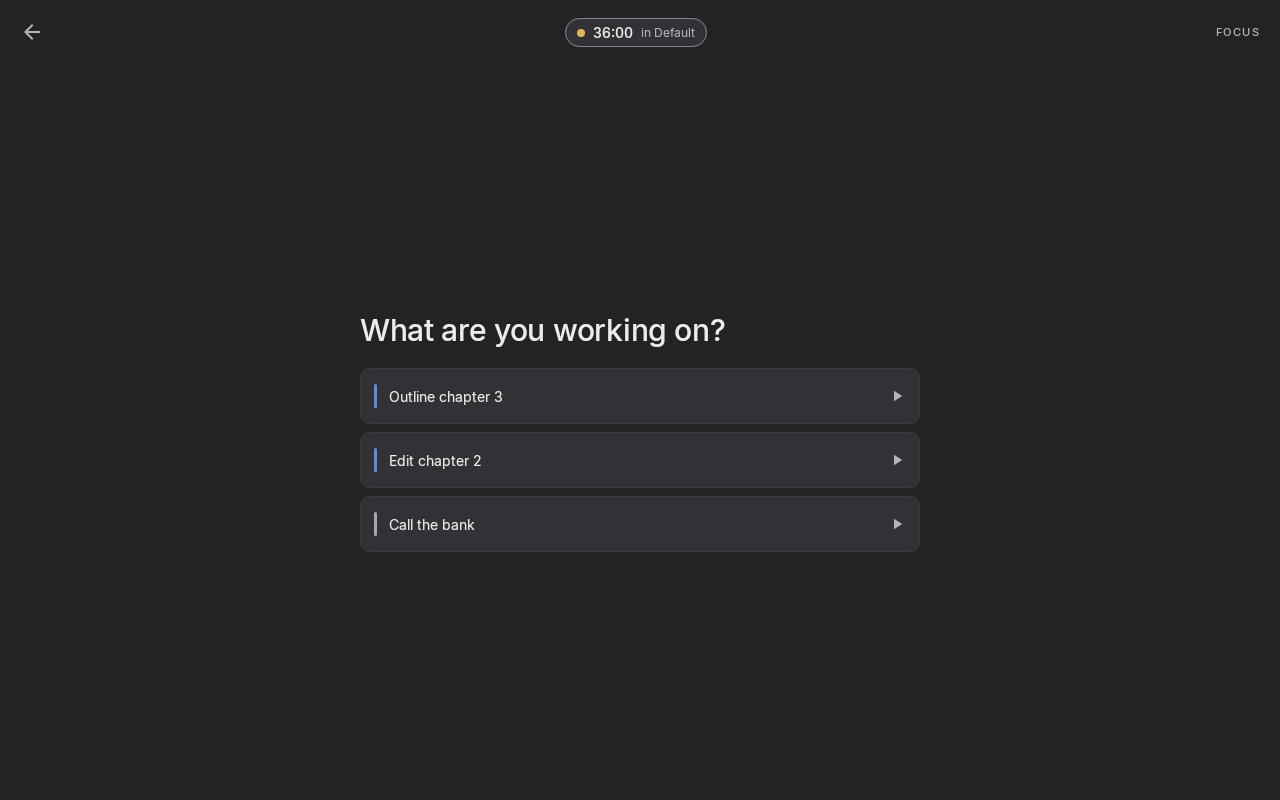 36:00 in Default
FOCUS
What are you working on?
Outline chapter 3
Edit chapter 2
Call the bank